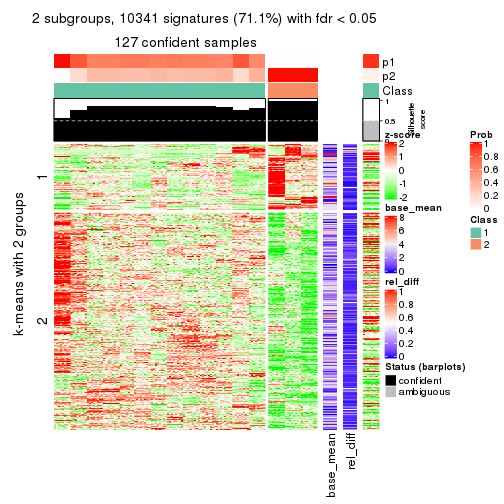 2 subgroups, 10341 signatures (71.1%) with fdr < 0.05
127 confident samples
p1
p2
Class
1
0.5
0
Silhouette
score
k-means with 2 groups
1
2
base_mean
rel_diff
z-score
2
1
0
-1
-2
base_mean
8
6
4
2
0
rel_diff
1
0.8
0.6
0.4
0.2
0
Status (barplots)
confident
ambiguous
Prob
1
0.8
0.6
0.4
0.2
0
Class
1
2